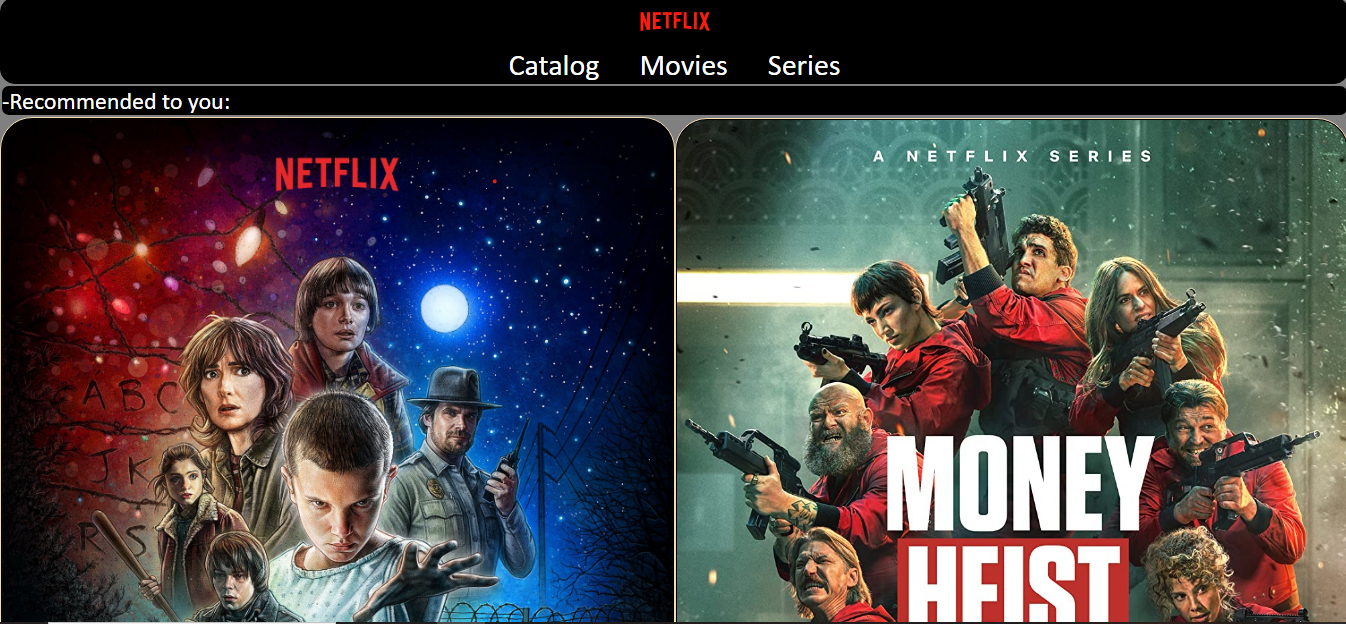 NETFLIX
Catalog Movies Series
-Recommended to you:
NETFLIX
A B C
J K
R S
A NETFLIX SERIES
MONEY
HEIST